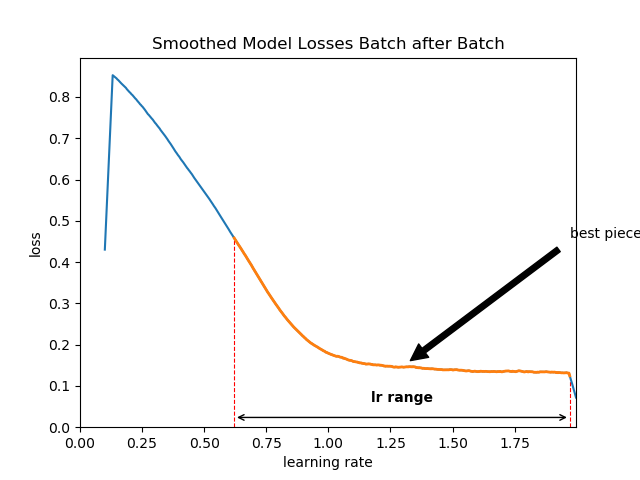 Smoothed Model Losses Batch after Batch
0.8
0.7
0.6
0.5
0.4
0.3
0.2
0.1
0.0
loss
best piece
lr range
0.00 0.25 0.50 0.75 1.00 1.25 1.50 1.75
learning rate